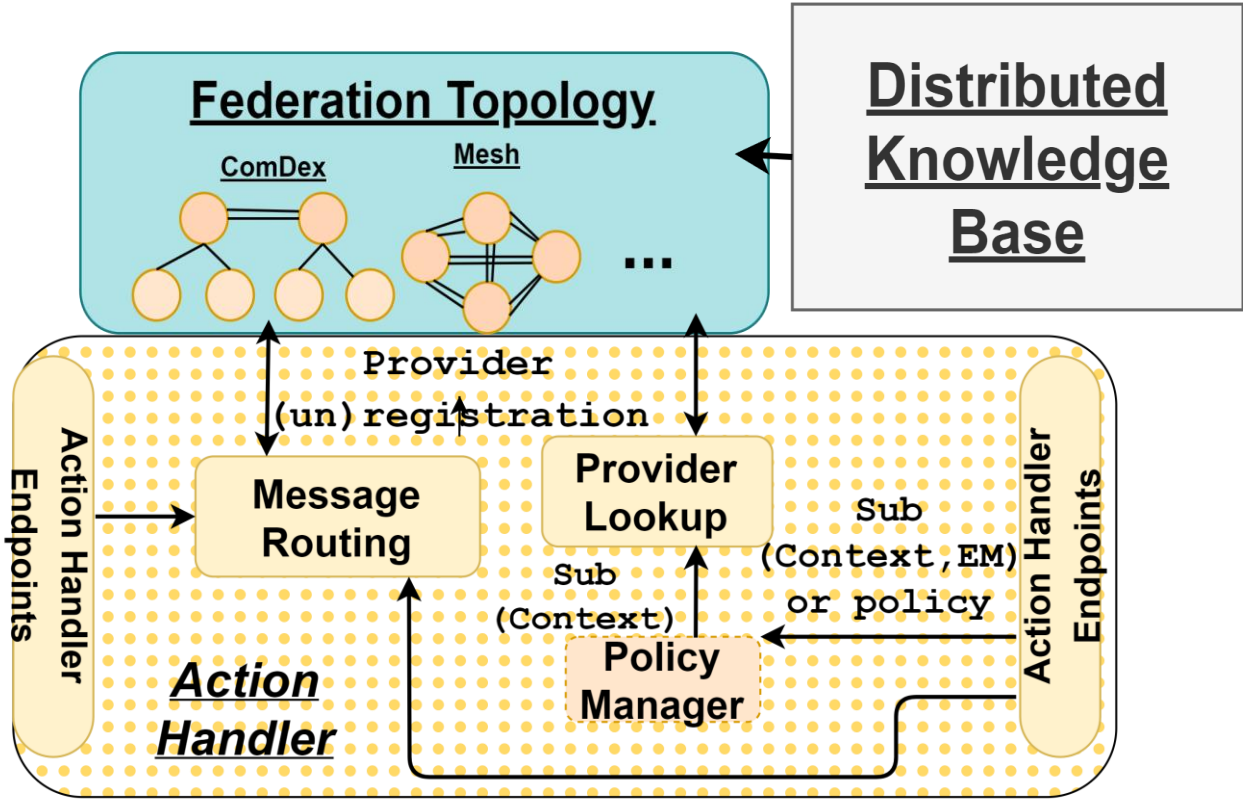 Federation Topology
ComDex
Mesh
...
Distributed
Knowledge
Base
Provider
(un)registration
Action Handler
Endpoints
Message
Routing
Provider
Lookup
Sub
(Context,EM)
or policy
Sub
(Context)
Policy
Manager
Action Handler
Endpoints
Action
Handler